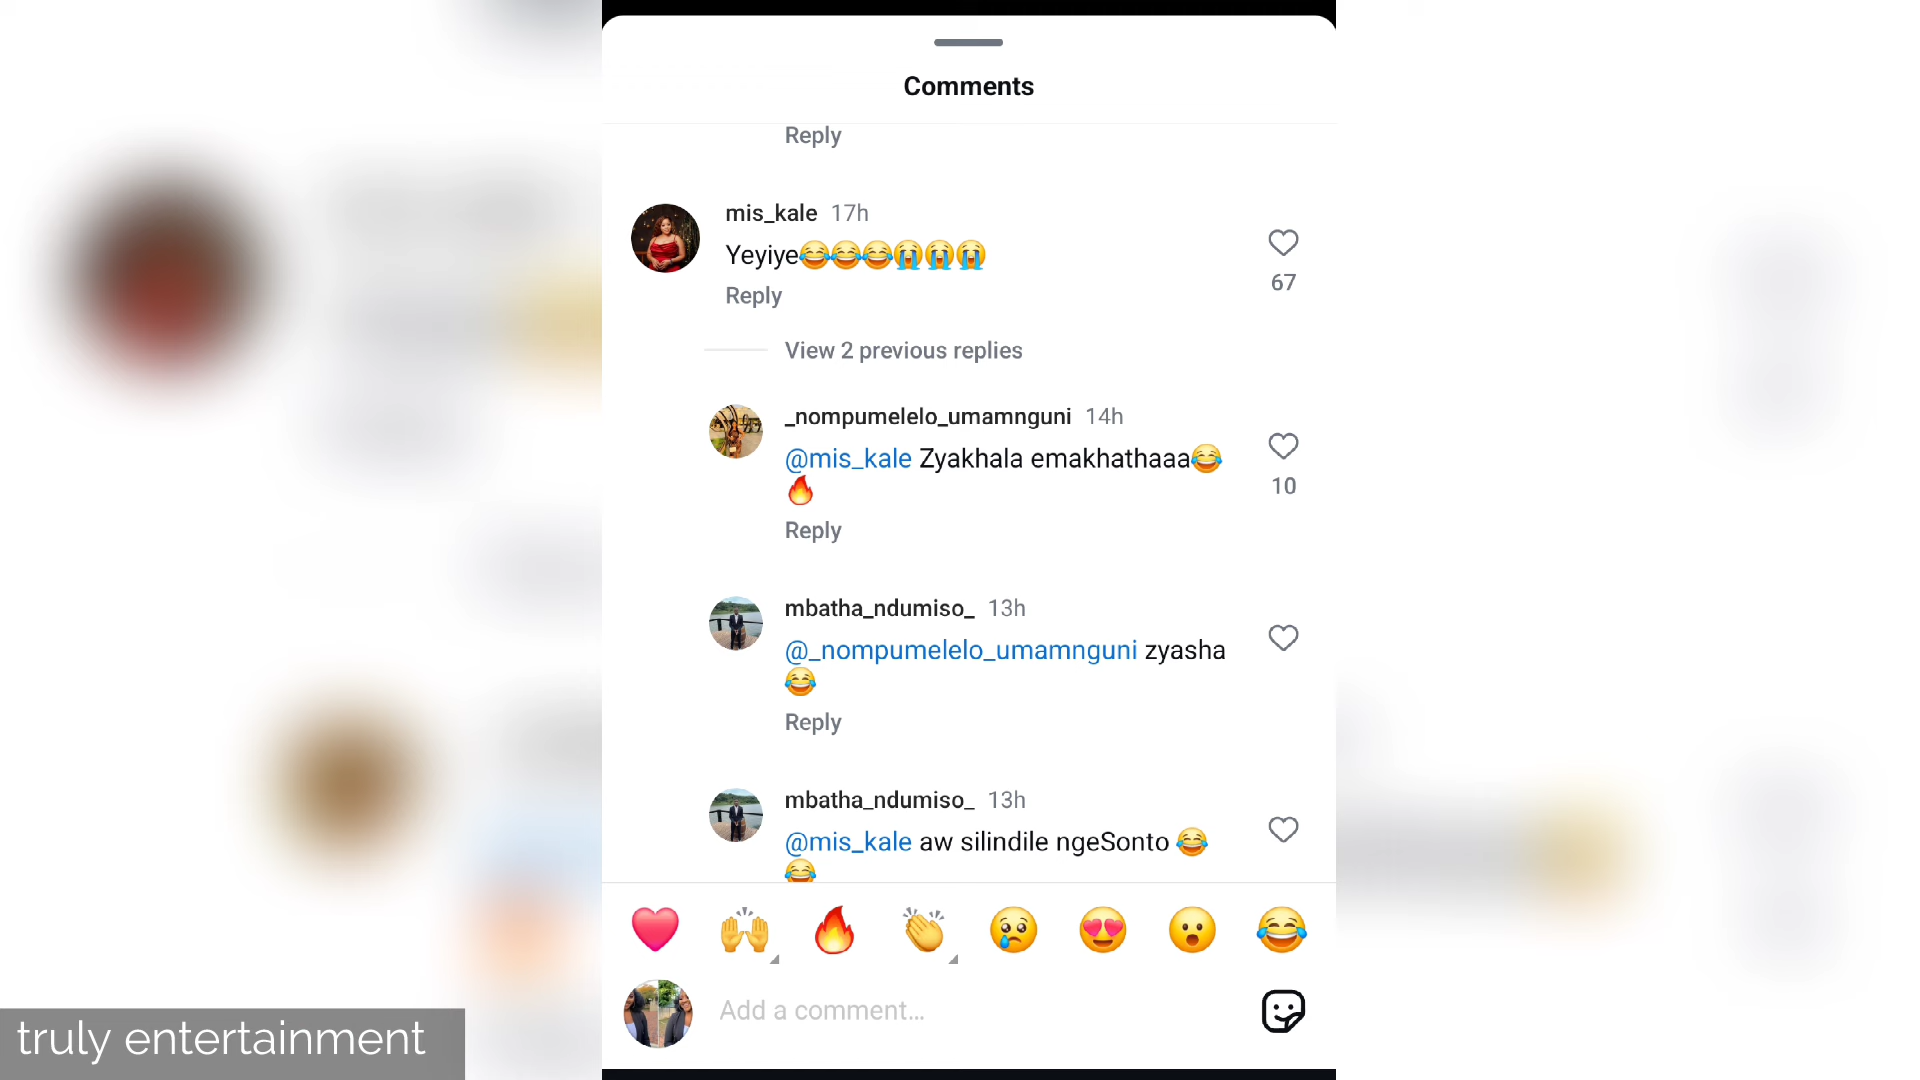 Comments
Reply
mis_kale 17h
Yeyiye😂😂😂😭😭😭
67
Reply
View 2 previous replies
_nompumelelo_umamnguni 14h
@mis_kale Zyakhala emakhathaaa😂
🔥
10
Reply
mbatha_ndumiso_ 13h
@_nompumelelo_umamnguni zyasha
😂
Reply
mbatha_ndumiso_ 13h
@mis_kale aw silindile ngeSonto 😂
😂
Add a comment...
truly entertainment